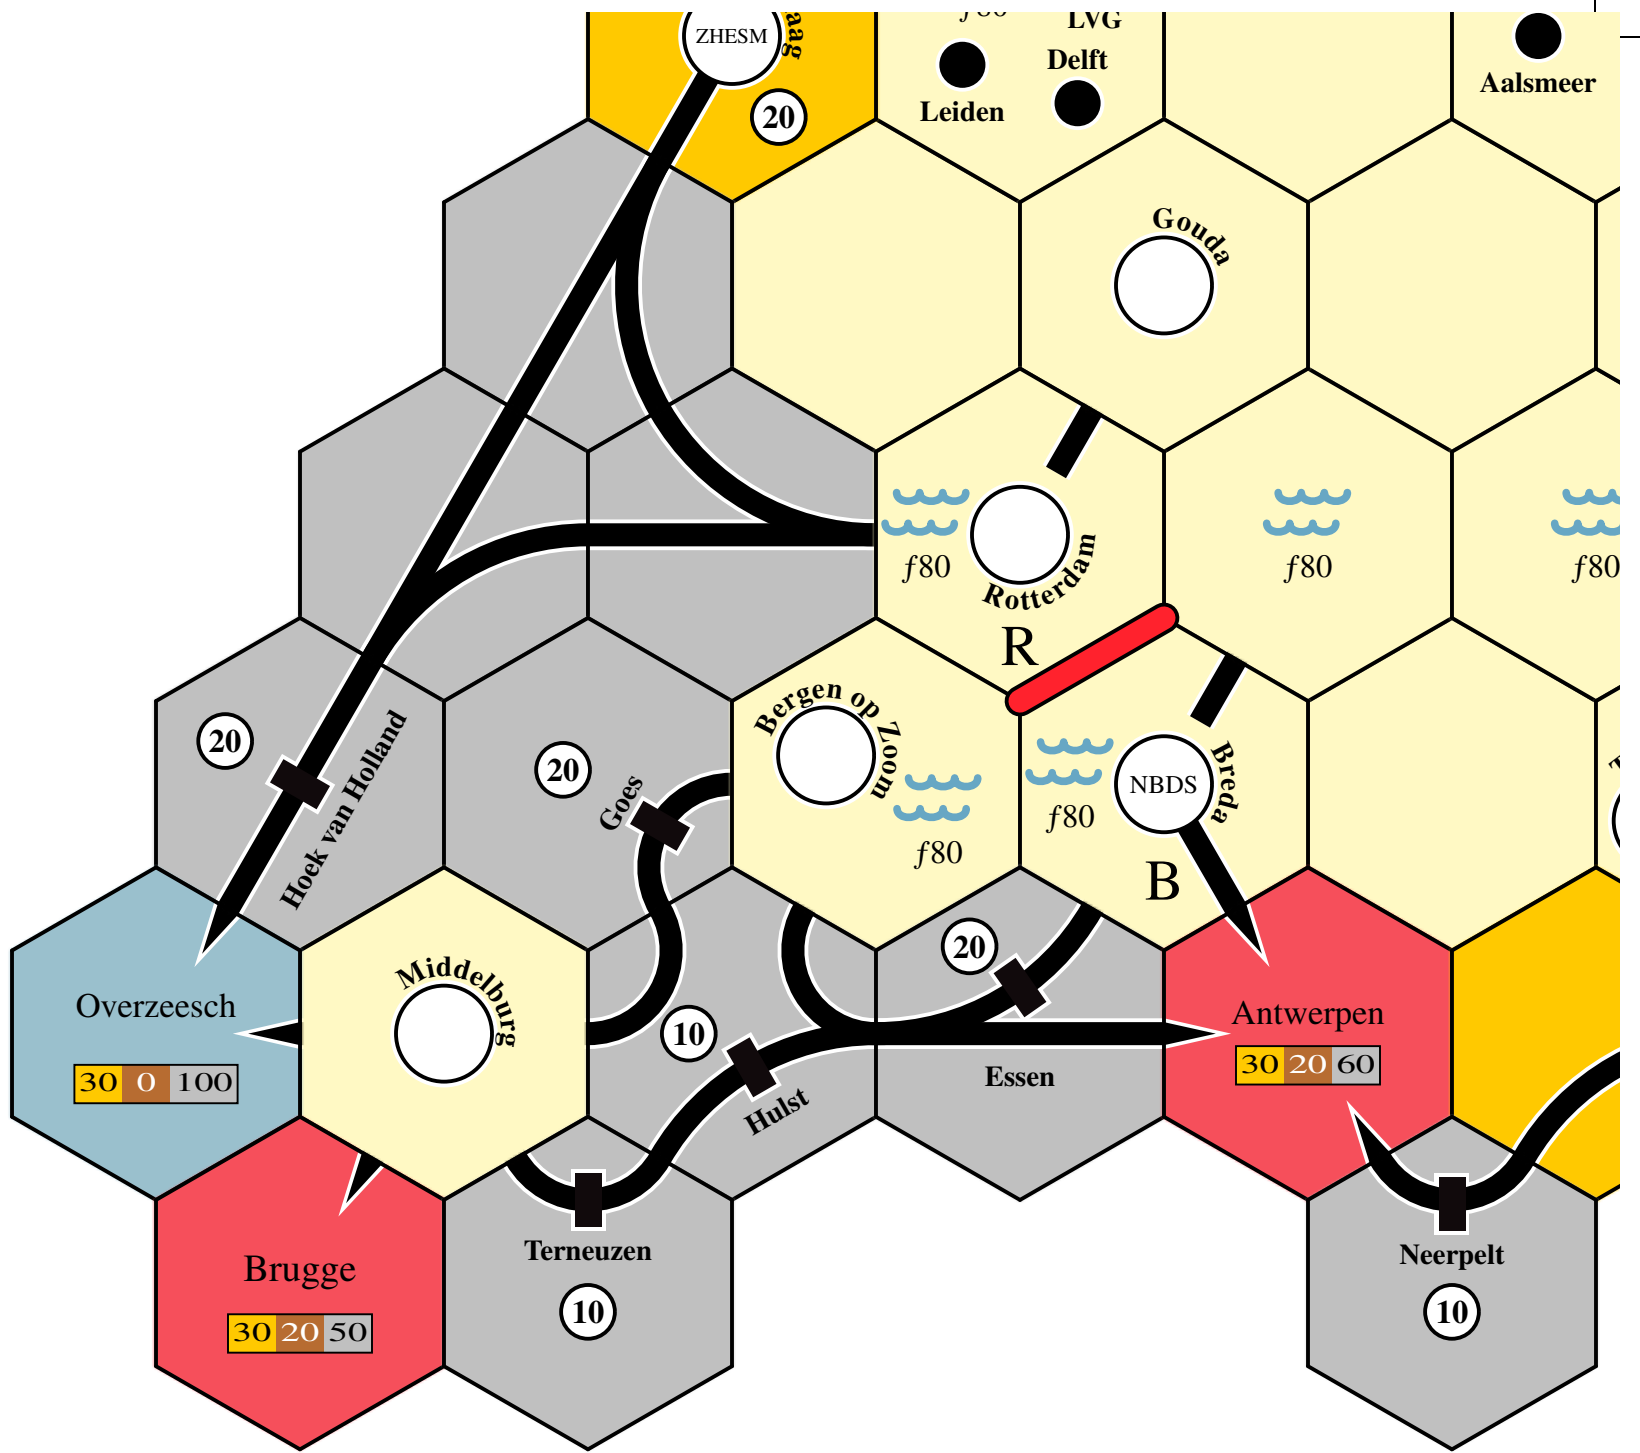 ZHESM
20
LVG
Delft
Leiden
Aalsmeer
Gouda
ƒ80
Rotterdam
R
ƒ80
ƒ80
20
Hoek van Holland
20
Goes
Bergen op Zoom
ƒ80
ƒ80
NBDS
Breda
B
Overzeesch
30 0 100
Middelburg
10
Hulst
20
Essen
Antwerpen
30 20 60
Brugge
30 20 50
Terneuzen
10
Neerpelt
10